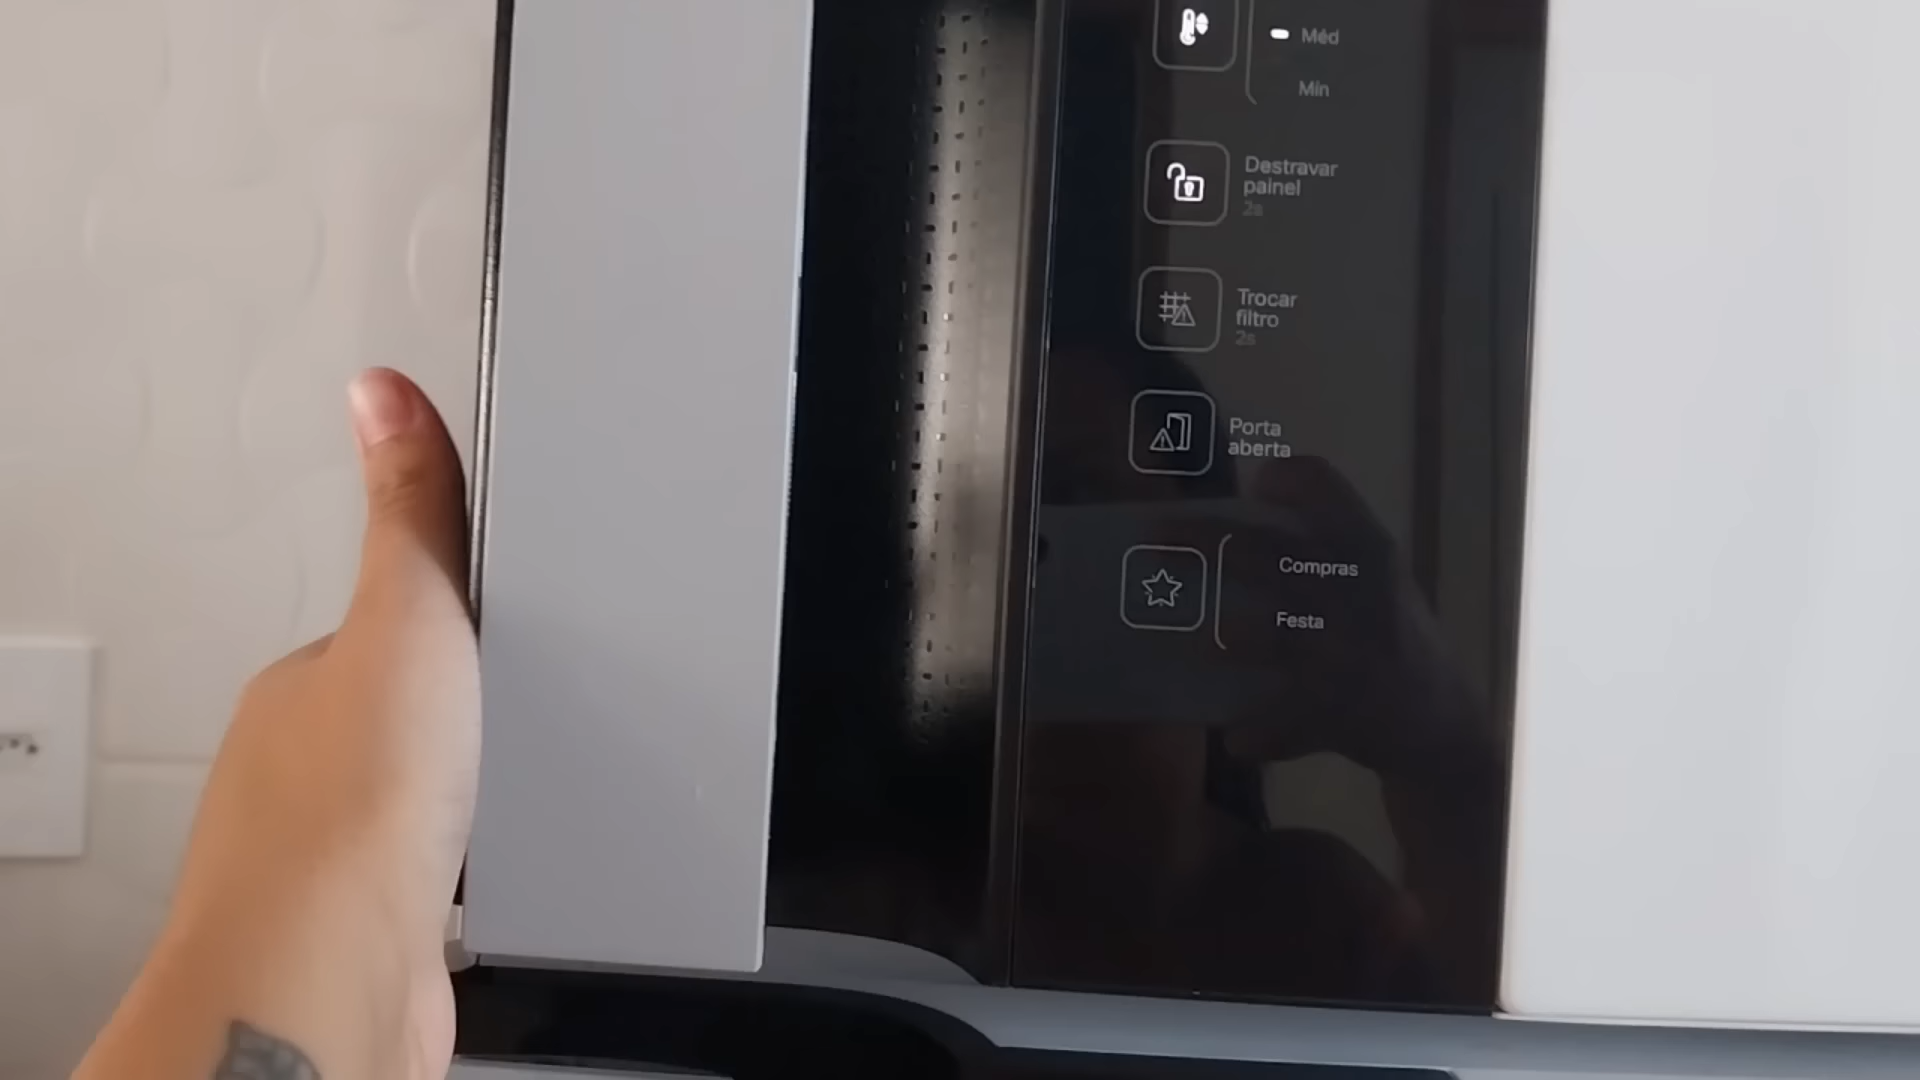 Méd
Mín
Destravar
painel
2s
Trocar
filtro
2s
Porta
aberta
Compras
Festa